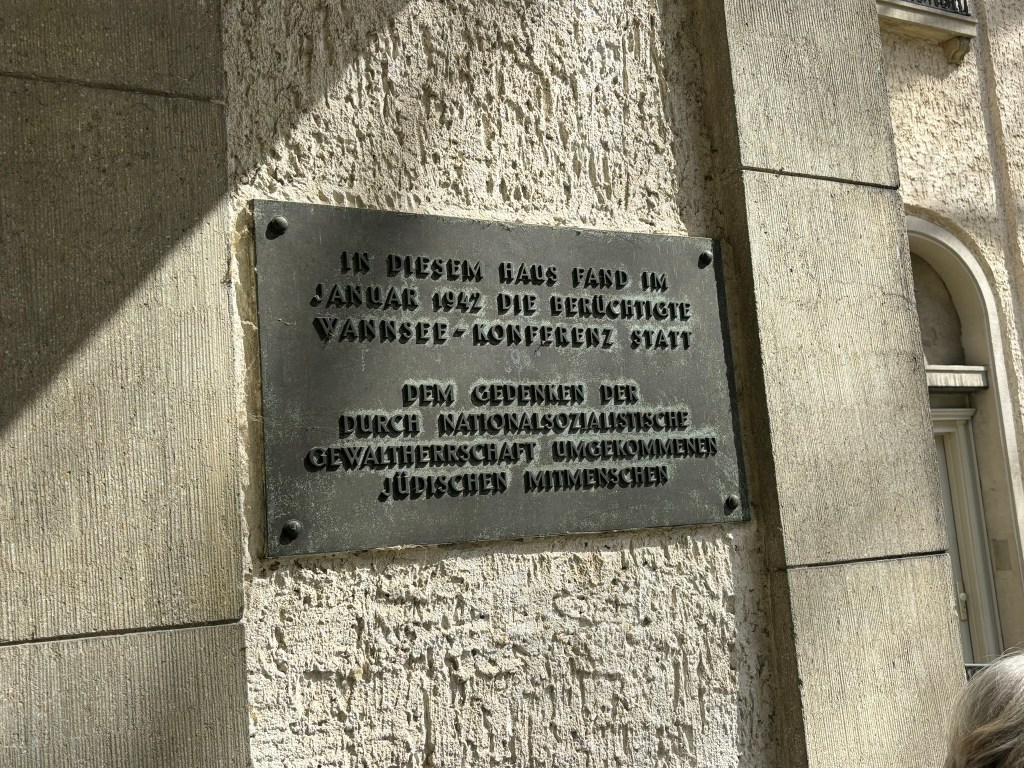 IN DIESEM HAUS FAND IM
JANUAR 1942 DIE BERÜCHTIGTE
WANNSEE-KONFERENZ STATT
DEM GEDENKEN DER
DURCH NATIONALSOZIALISTISCHE
GEWALTHERRSCHAFT UMGEKOMMENEN
JÜDISCHEN MITMENSCHEN